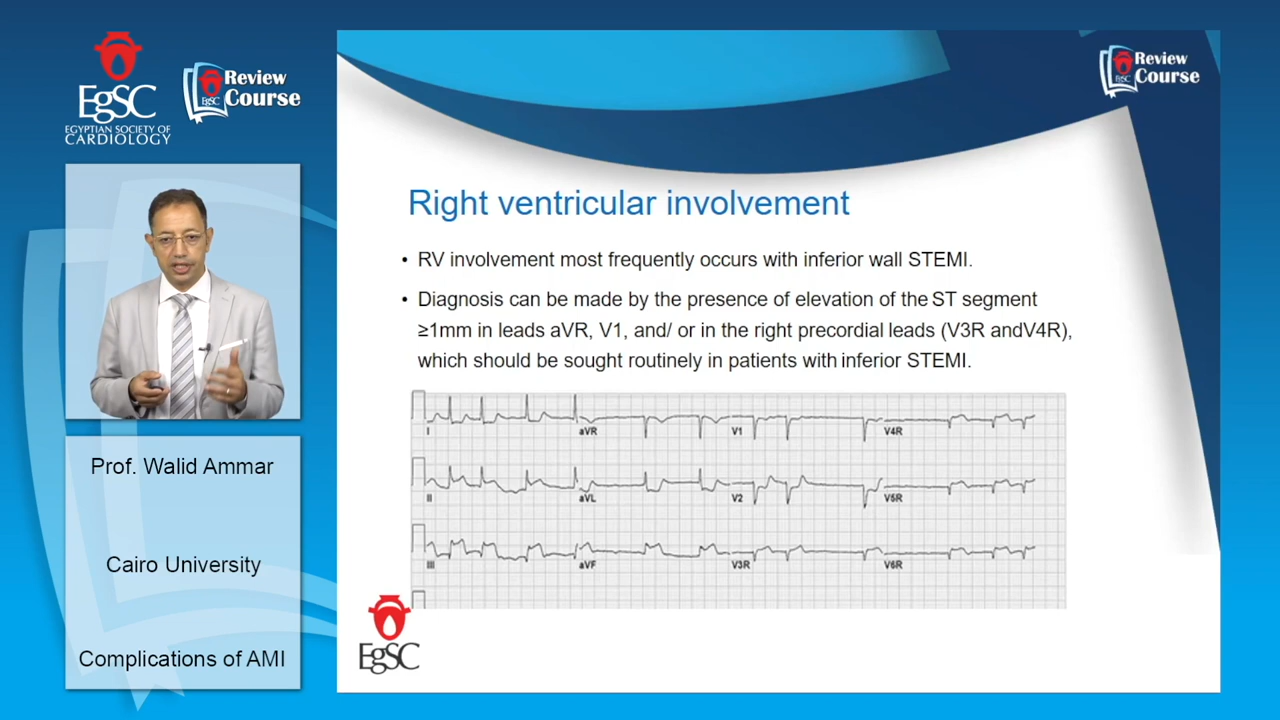 EgSC
EGYPTIAN SOCIETY OF
CARDIOLOGY
EgSC
Review
Course
Prof. Walid Ammar
Cairo University
Complications of AMI
EgSC
Review
Course
Right ventricular involvement
• RV involvement most frequently occurs with inferior wall STEMI.
• Diagnosis can be made by the presence of elevation of the ST segment
≥1mm in leads aVR, V1, and/ or in the right precordial leads (V3R andV4R),
which should be sought routinely in patients with inferior STEMI.
I aVR V1 V4R
II aVL V2 V5R
III aVF V3R V6R
EgSC